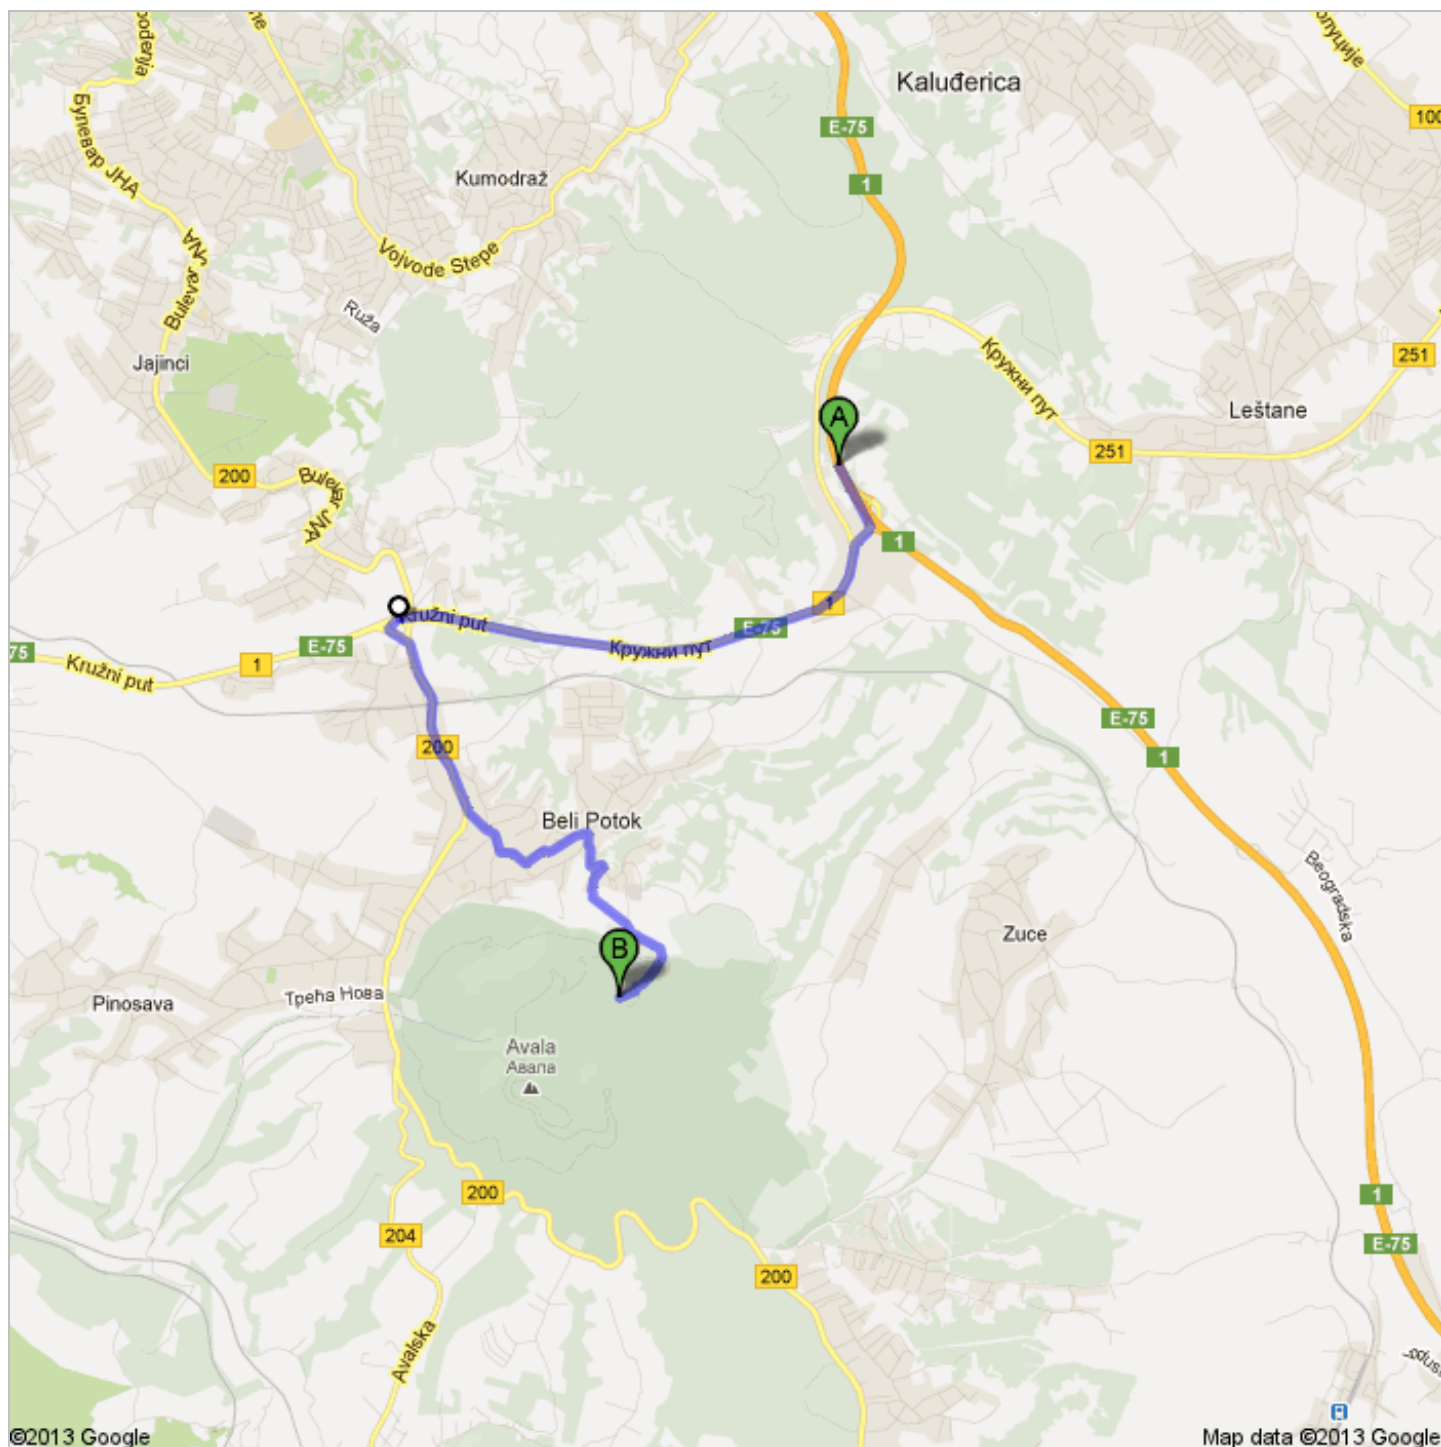 Kaluđerica
E-75
1
Kumodraž
Булевар ЈНА
Vojvode Stepe
Bulevar JNA
Ruža
Jajinci
Кружни пут
251
Leštane
251
A
200
Bulevar JNA
1
1
E-75
Kružni put
E-75
Кружни пут
75
Kružni put
1
200
E-75
1
Beli Potok
Beogradska
Zuce
B
Pinosava
Трећа Нова
Avala
Авала
200
204
1
E-75
200
Avalska
©2013 Google
Map data ©2013 Google